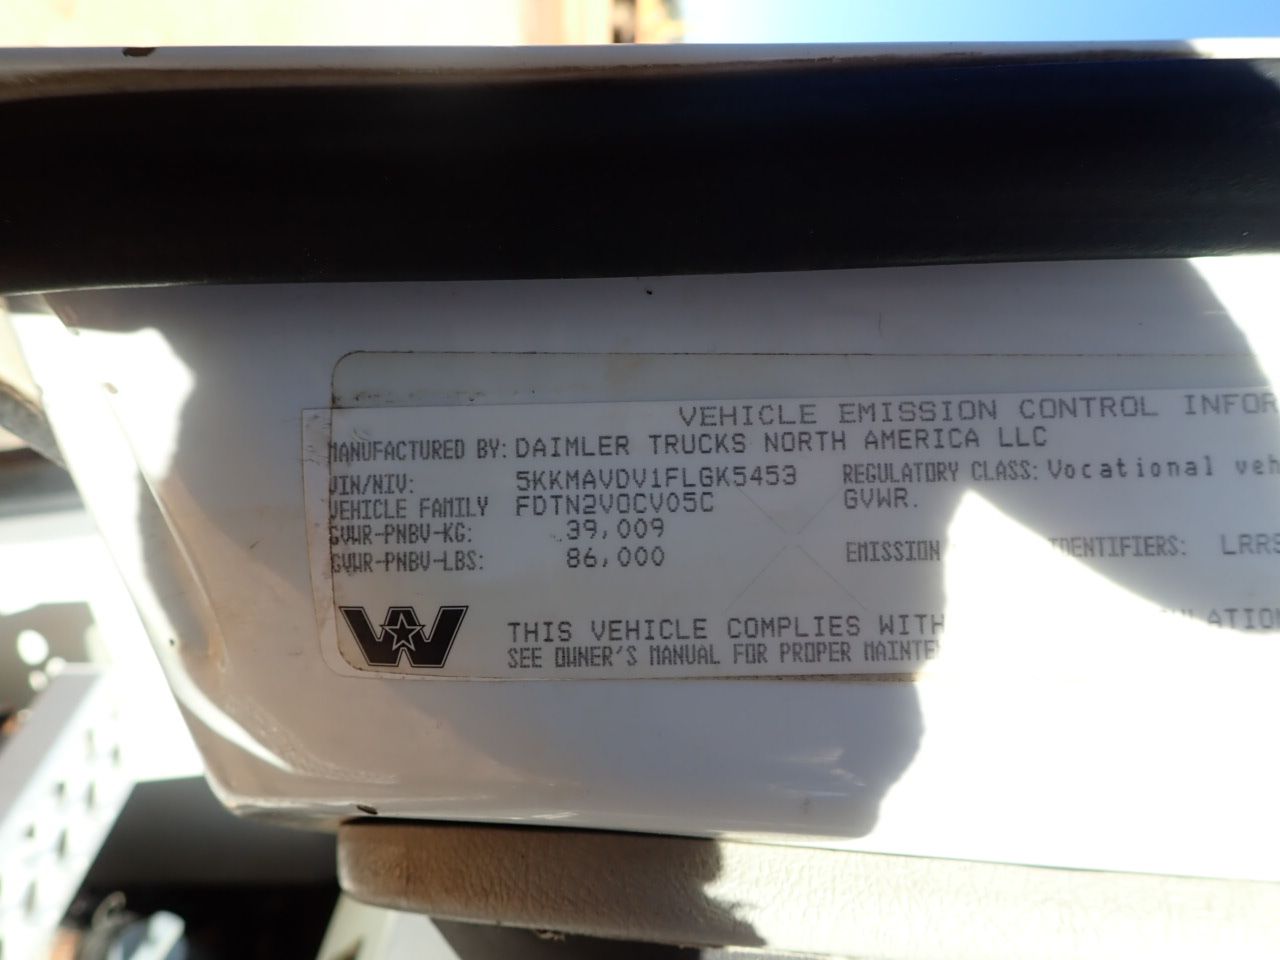 VEHICLE EMISSION CONTROL INFOR
MANUFACTURED BY: DAIMLER TRUCKS NORTH AMERICA LLC
VIN/NIV: 5KKMAVDV1FLGK5453 REGULATORY CLASS: Vocational veh
VEHICLE FAMILY FDTN2VOCV05C GVWR.
GVWR-PNBV-KG: 39,009
GVWR-PNBV-LBS: 86,000 EMISSION IDENTIFIERS: LRRS
THIS VEHICLE COMPLIES WITH ULATION
SEE OWNER'S MANUAL FOR PROPER MAINTE
W